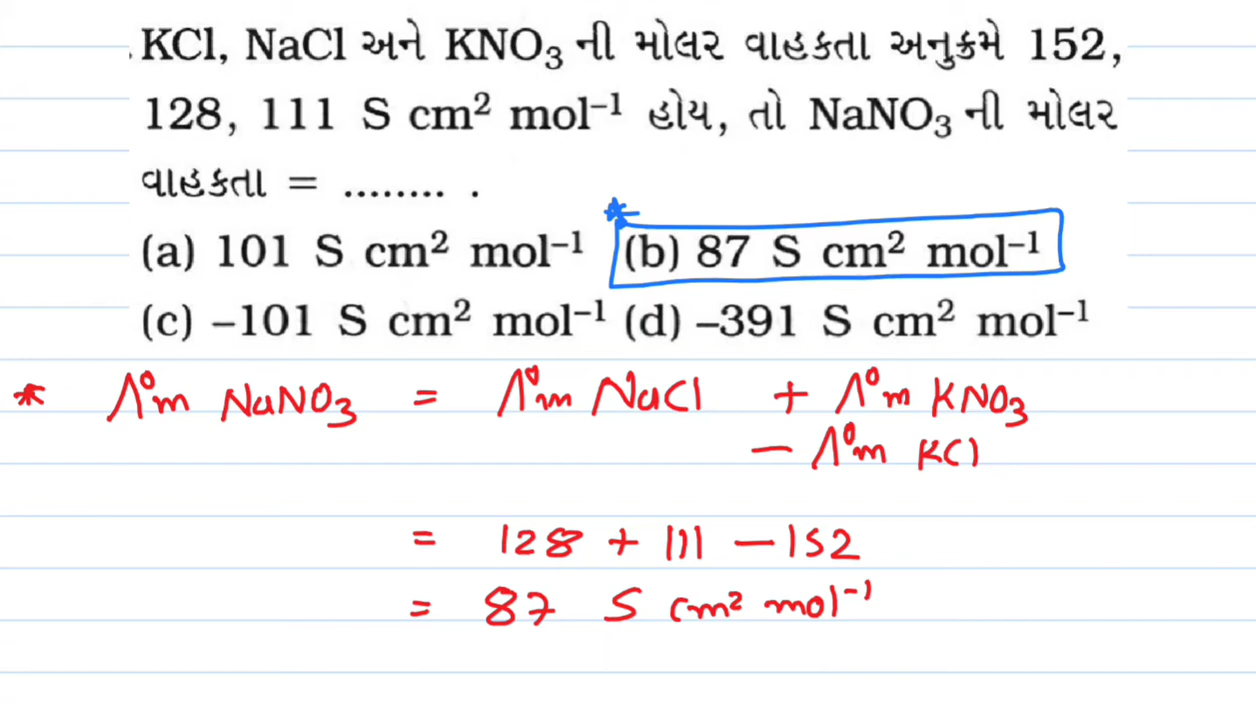 . KCl, NaCl અને KNO₃ ની મોલર વાહકતા અનુક્રમે 152,
128, 111 S cm² mol⁻¹ હોય, તો NaNO₃ ની મોલર
વાહકતા = ........ .
(a) 101 S cm² mol⁻¹ (b) 87 S cm² mol⁻¹
(c) –101 S cm² mol⁻¹ (d) –391 S cm² mol⁻¹
* Λ°m NaNO₃ = Λ°m NaCl + Λ°m KNO₃
– Λ°m KCl
= 128 + 111 – 152
= 87 S cm² mol⁻¹